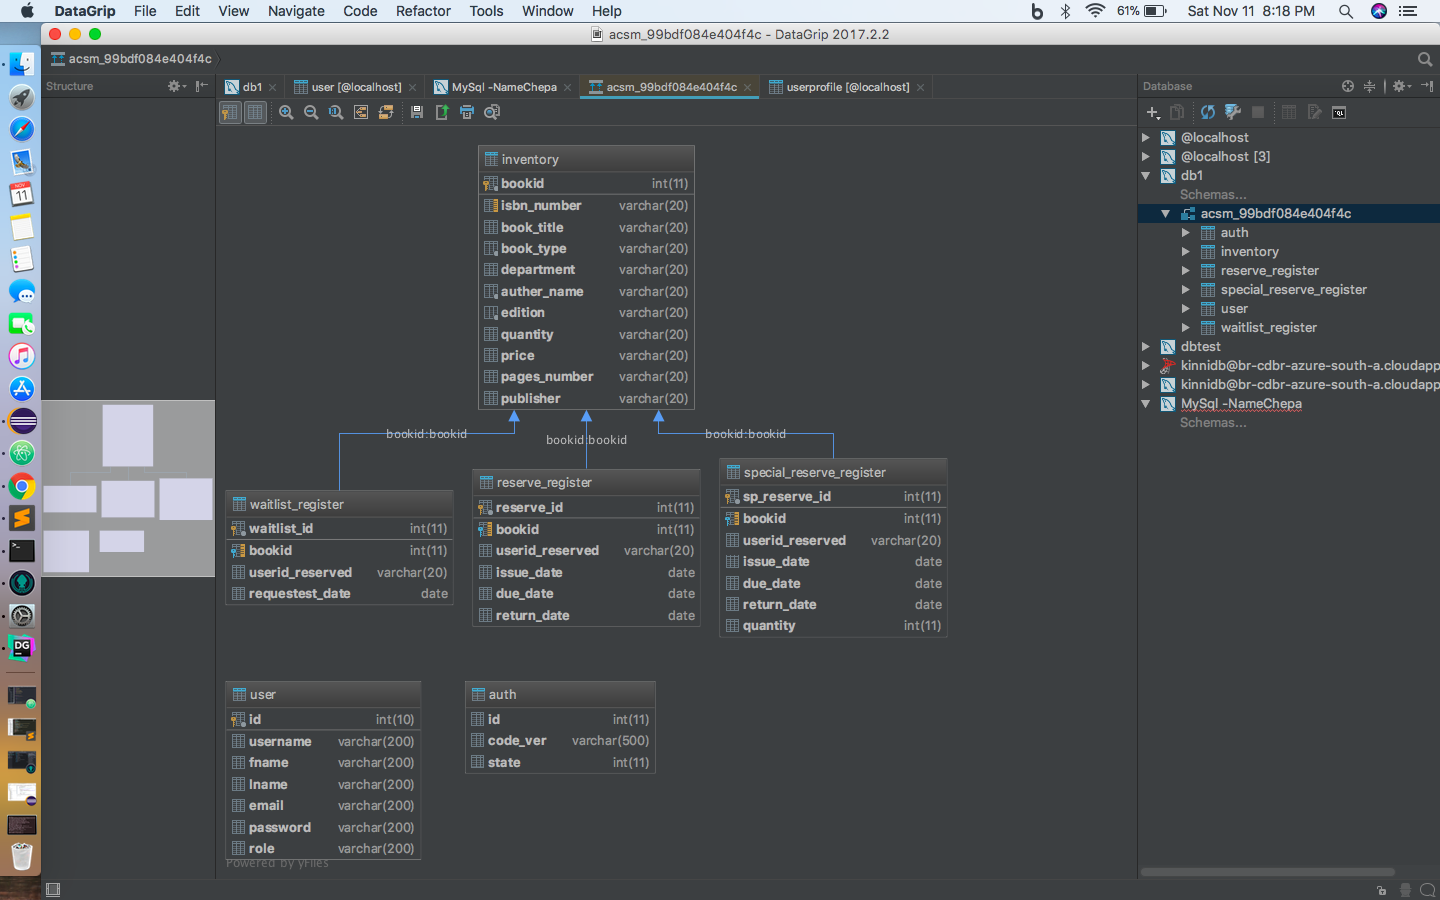 DataGrip File Edit View Navigate Code Refactor Tools Window Help 61% Sat Nov 11 8:18 PM
acsm_99bdf084e404f4c - DataGrip 2017.2.2
acsm_99bdf084e404f4c
Structure
db1 user [@localhost] MySql -NameChepa acsm_99bdf084e404f4c userprofile [@localhost]
Database
NOV
11
inventory
bookid int(11)
isbn_number varchar(20)
book_title varchar(20)
book_type varchar(20)
department varchar(20)
auther_name varchar(20)
edition varchar(20)
quantity varchar(20)
price varchar(20)
pages_number varchar(20)
publisher varchar(20)
bookid:bookid
bookid:bookid
bookid:bookid
waitlist_register
waitlist_id int(11)
bookid int(11)
userid_reserved varchar(20)
requestest_date date
reserve_register
reserve_id int(11)
bookid int(11)
userid_reserved varchar(20)
issue_date date
due_date date
return_date date
special_reserve_register
sp_reserve_id int(11)
bookid int(11)
userid_reserved varchar(20)
issue_date date
due_date date
return_date date
quantity int(11)
user
id int(10)
username varchar(200)
fname varchar(200)
lname varchar(200)
email varchar(200)
password varchar(200)
role varchar(200)
Powered by yFiles
auth
id int(11)
code_ver varchar(500)
state int(11)
@localhost
@localhost [3]
db1
Schemas...
acsm_99bdf084e404f4c
auth
inventory
reserve_register
special_reserve_register
user
waitlist_register
dbtest
kinnidb@br-cdbr-azure-south-a.cloudapp
kinnidb@br-cdbr-azure-south-a.cloudapp
MySql -NameChepa
Schemas...
DG